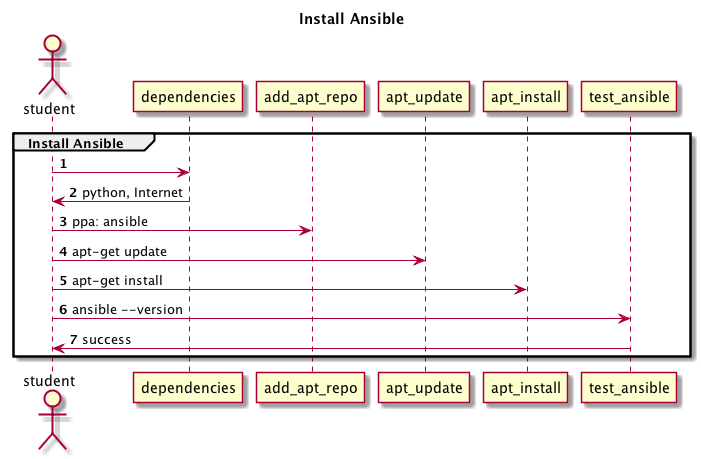 Install Ansible
student
dependencies add_apt_repo apt_update apt_install test_ansible
Install Ansible
1
2 python, Internet
3 ppa: ansible
4 apt-get update
5 apt-get install
6 ansible --version
7 success
student
dependencies add_apt_repo apt_update apt_install test_ansible